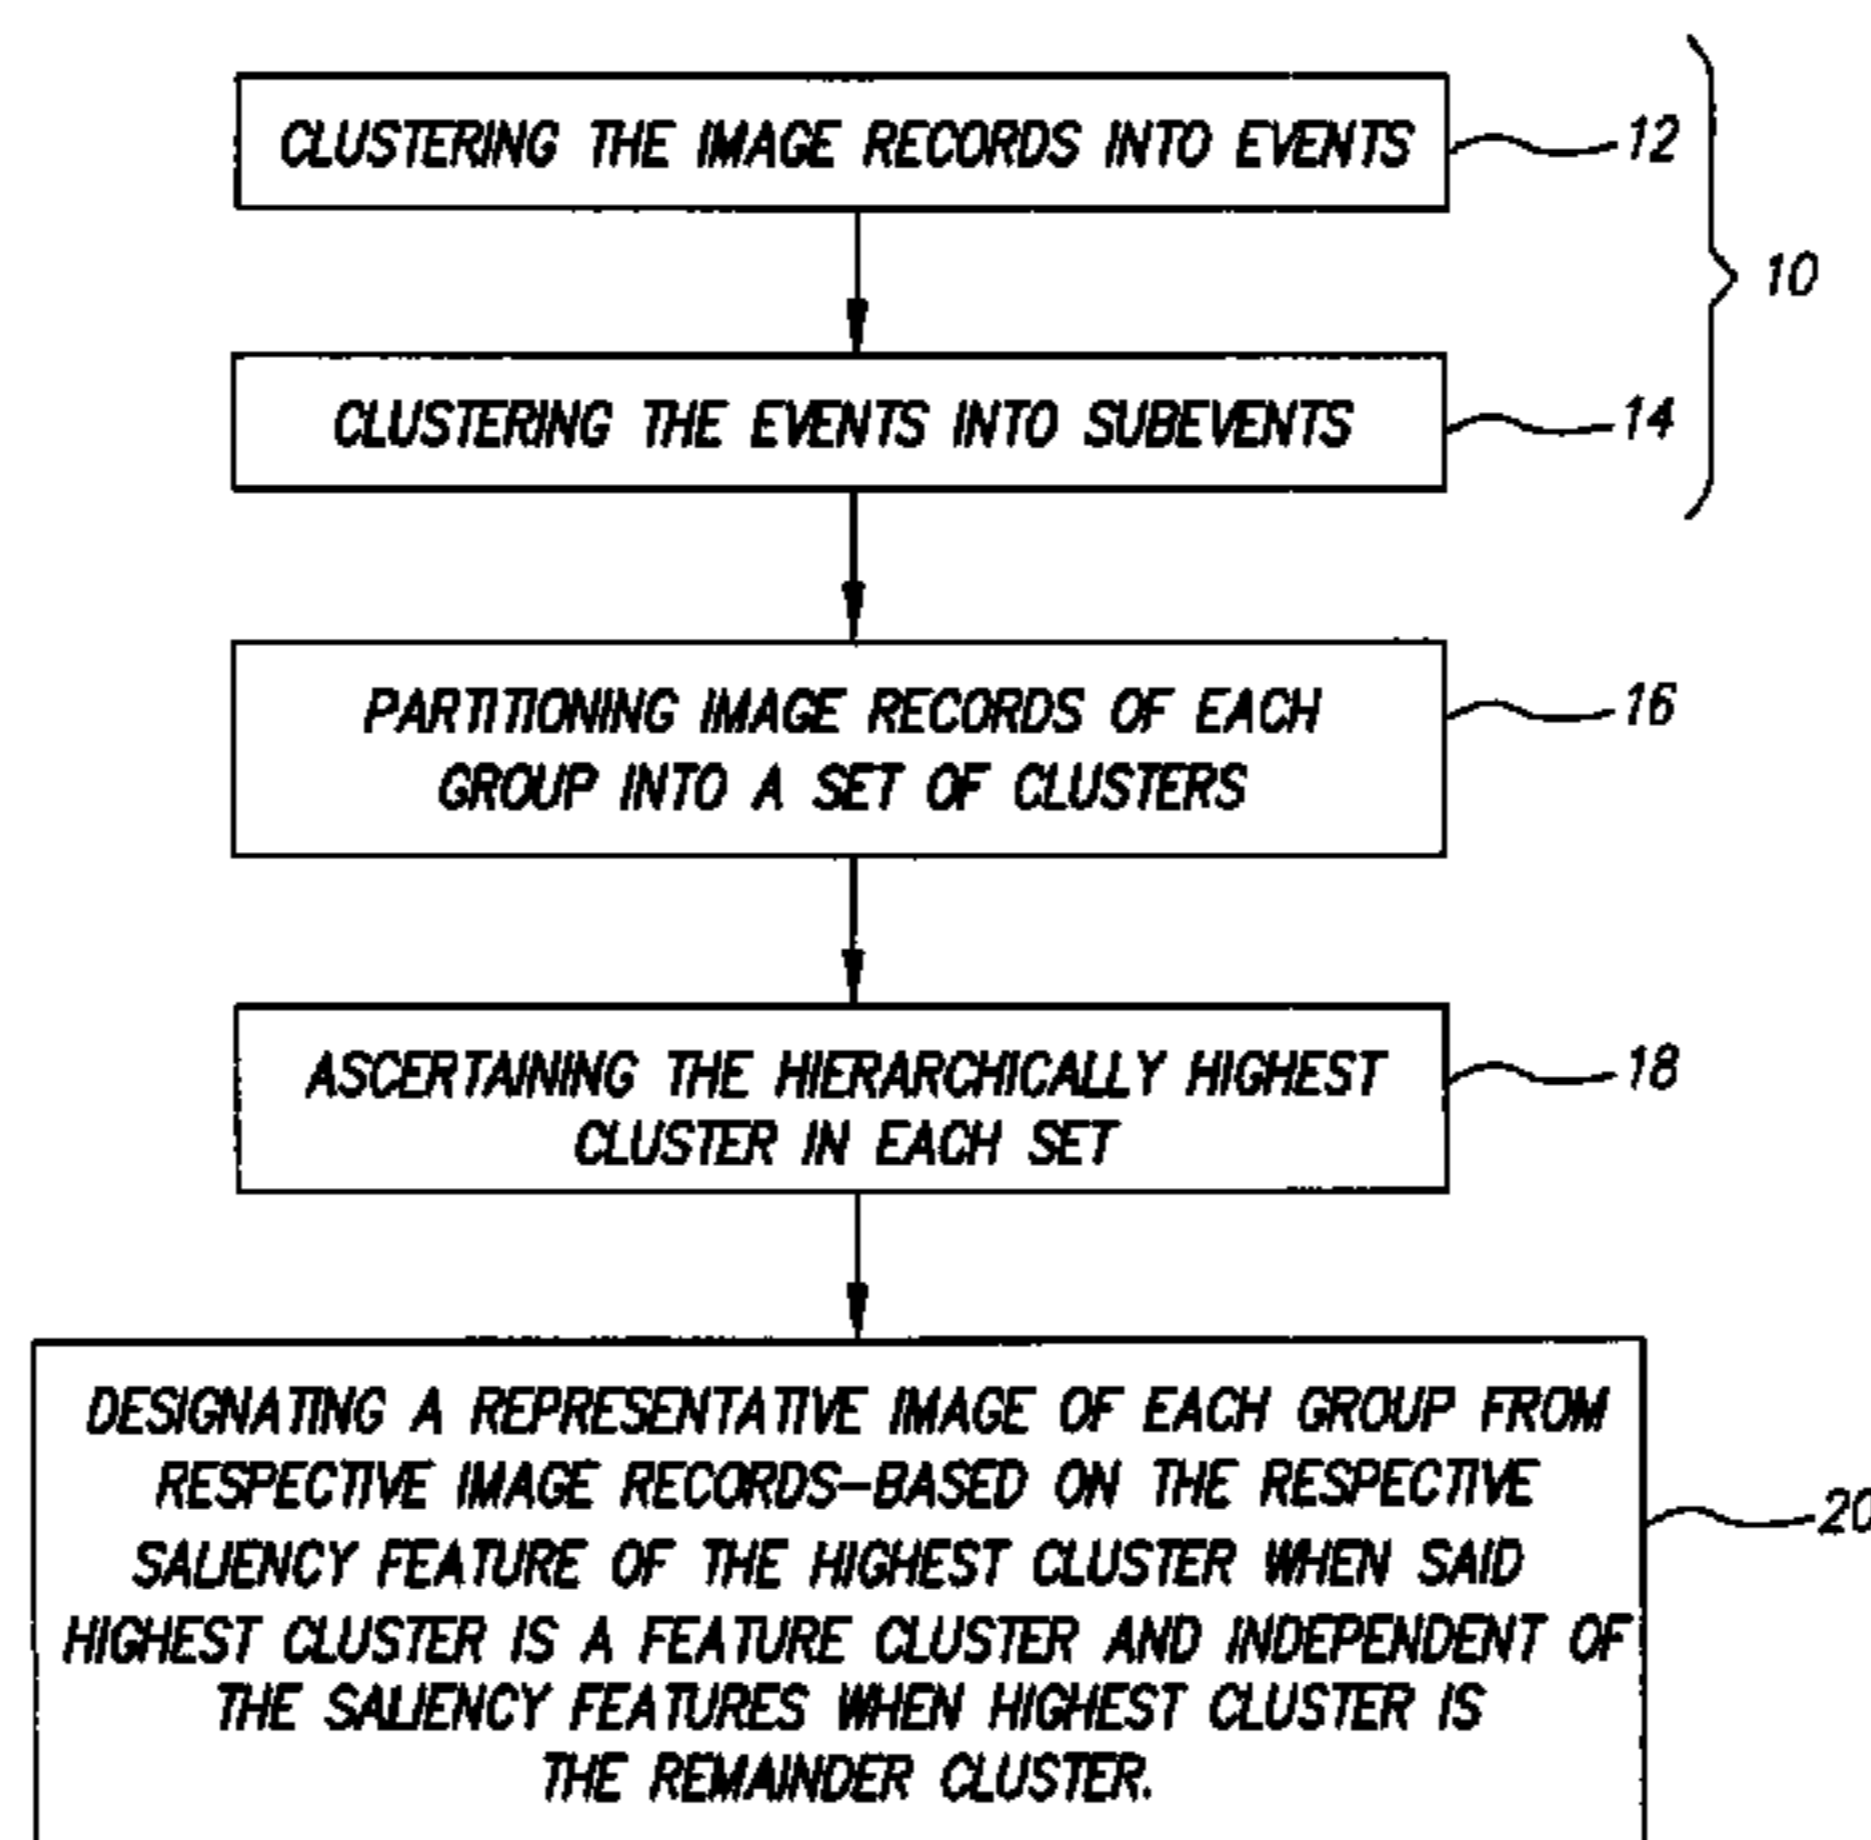 CLUSTERING THE IMAGE RECORDS INTO EVENTS
12
10
CLUSTERING THE EVENTS INTO SUBEVENTS
14
PARTITIONING IMAGE RECORDS OF EACH
GROUP INTO A SET OF CLUSTERS
16
ASCERTAINING THE HIERARCHICALLY HIGHEST
CLUSTER IN EACH SET
18
DESIGNATING A REPRESENTATIVE IMAGE OF EACH GROUP FROM
RESPECTIVE IMAGE RECORDS-BASED ON THE RESPECTIVE
SALIENCY FEATURE OF THE HIGHEST CLUSTER WHEN SAID
HIGHEST CLUSTER IS A FEATURE CLUSTER AND INDEPENDENT OF
THE SALIENCY FEATURES WHEN HIGHEST CLUSTER IS
THE REMAINDER CLUSTER.
20